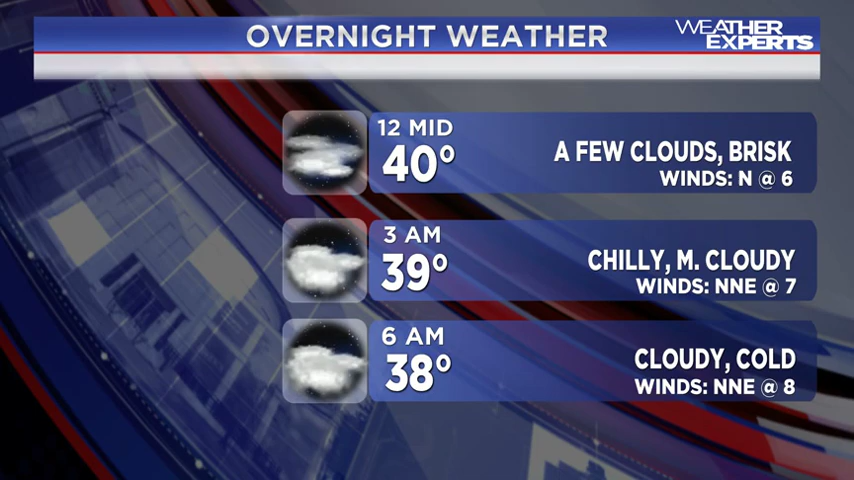 OVERNIGHT WEATHER
WEATHER
EXPERTS
12 MID
40°
A FEW CLOUDS, BRISK
WINDS: N @ 6
3 AM
39°
CHILLY, M. CLOUDY
WINDS: NNE @ 7
6 AM
38°
CLOUDY, COLD
WINDS: NNE @ 8